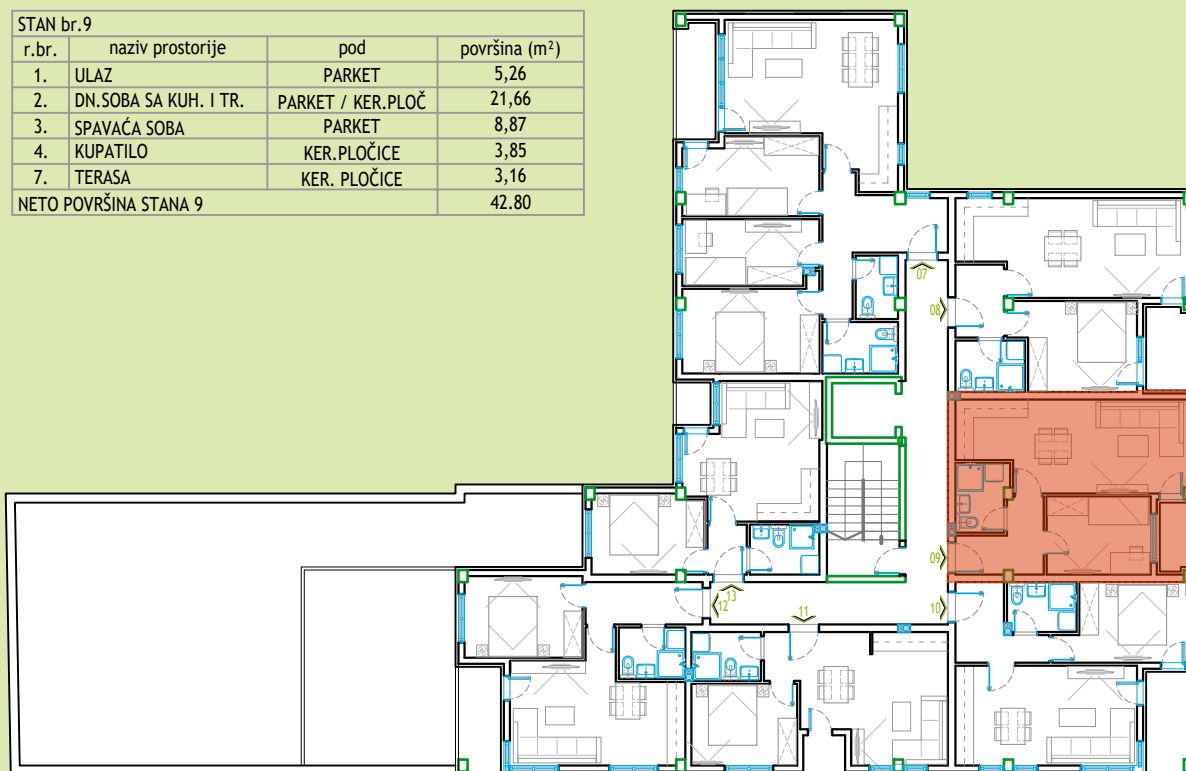 STAN br.9
r.br. naziv prostorije pod površina (m²)
1. ULAZ PARKET 5,26
2. DN.SOBA SA KUH. I TR. PARKET / KER.PLOČ 21,66
3. SPAVAĆA SOBA PARKET 8,87
4. KUPATILO KER.PLOČICE 3,85
7. TERASA KER. PLOČICE 3,16
NETO POVRŠINA STANA 9 42.80
07
08
09
10
11
12
13